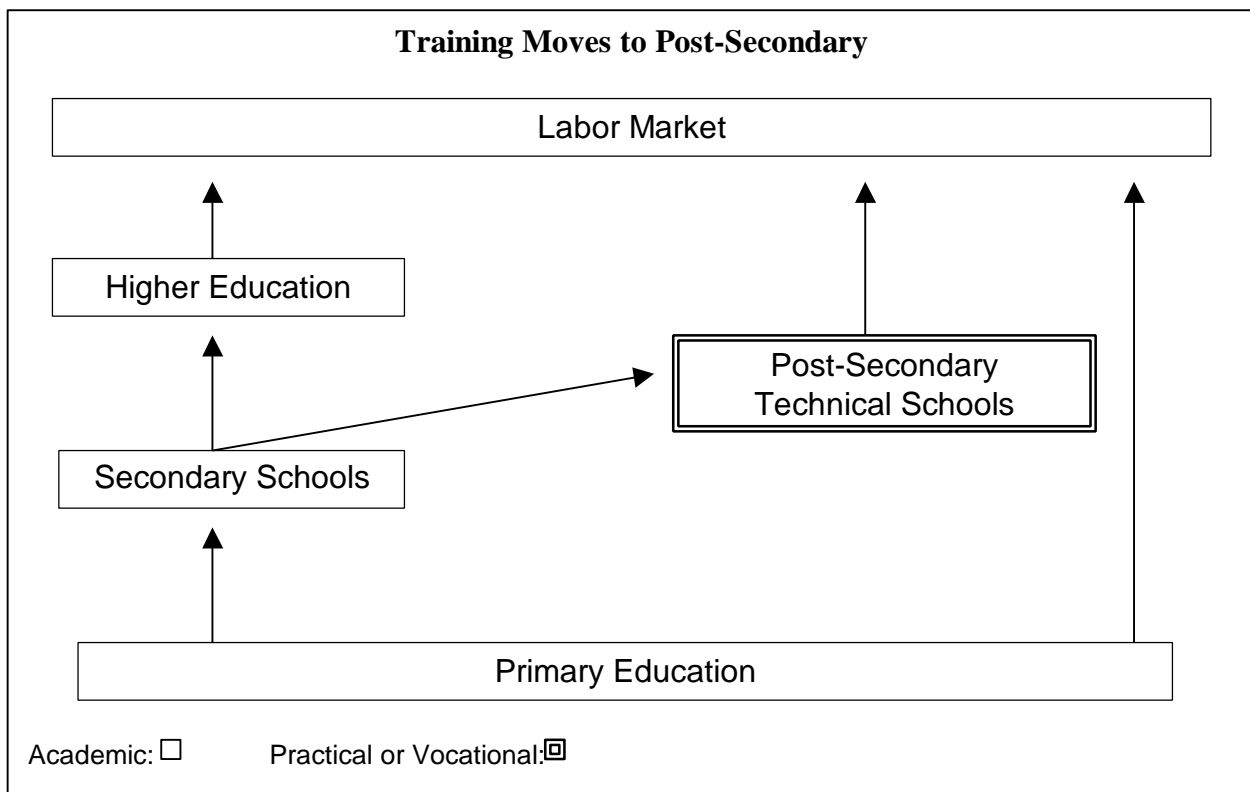 Training Moves to Post-Secondary
Labor Market
Higher Education
Post-Secondary
Technical Schools
Secondary Schools
Primary Education
Academic:
Practical or Vocational: